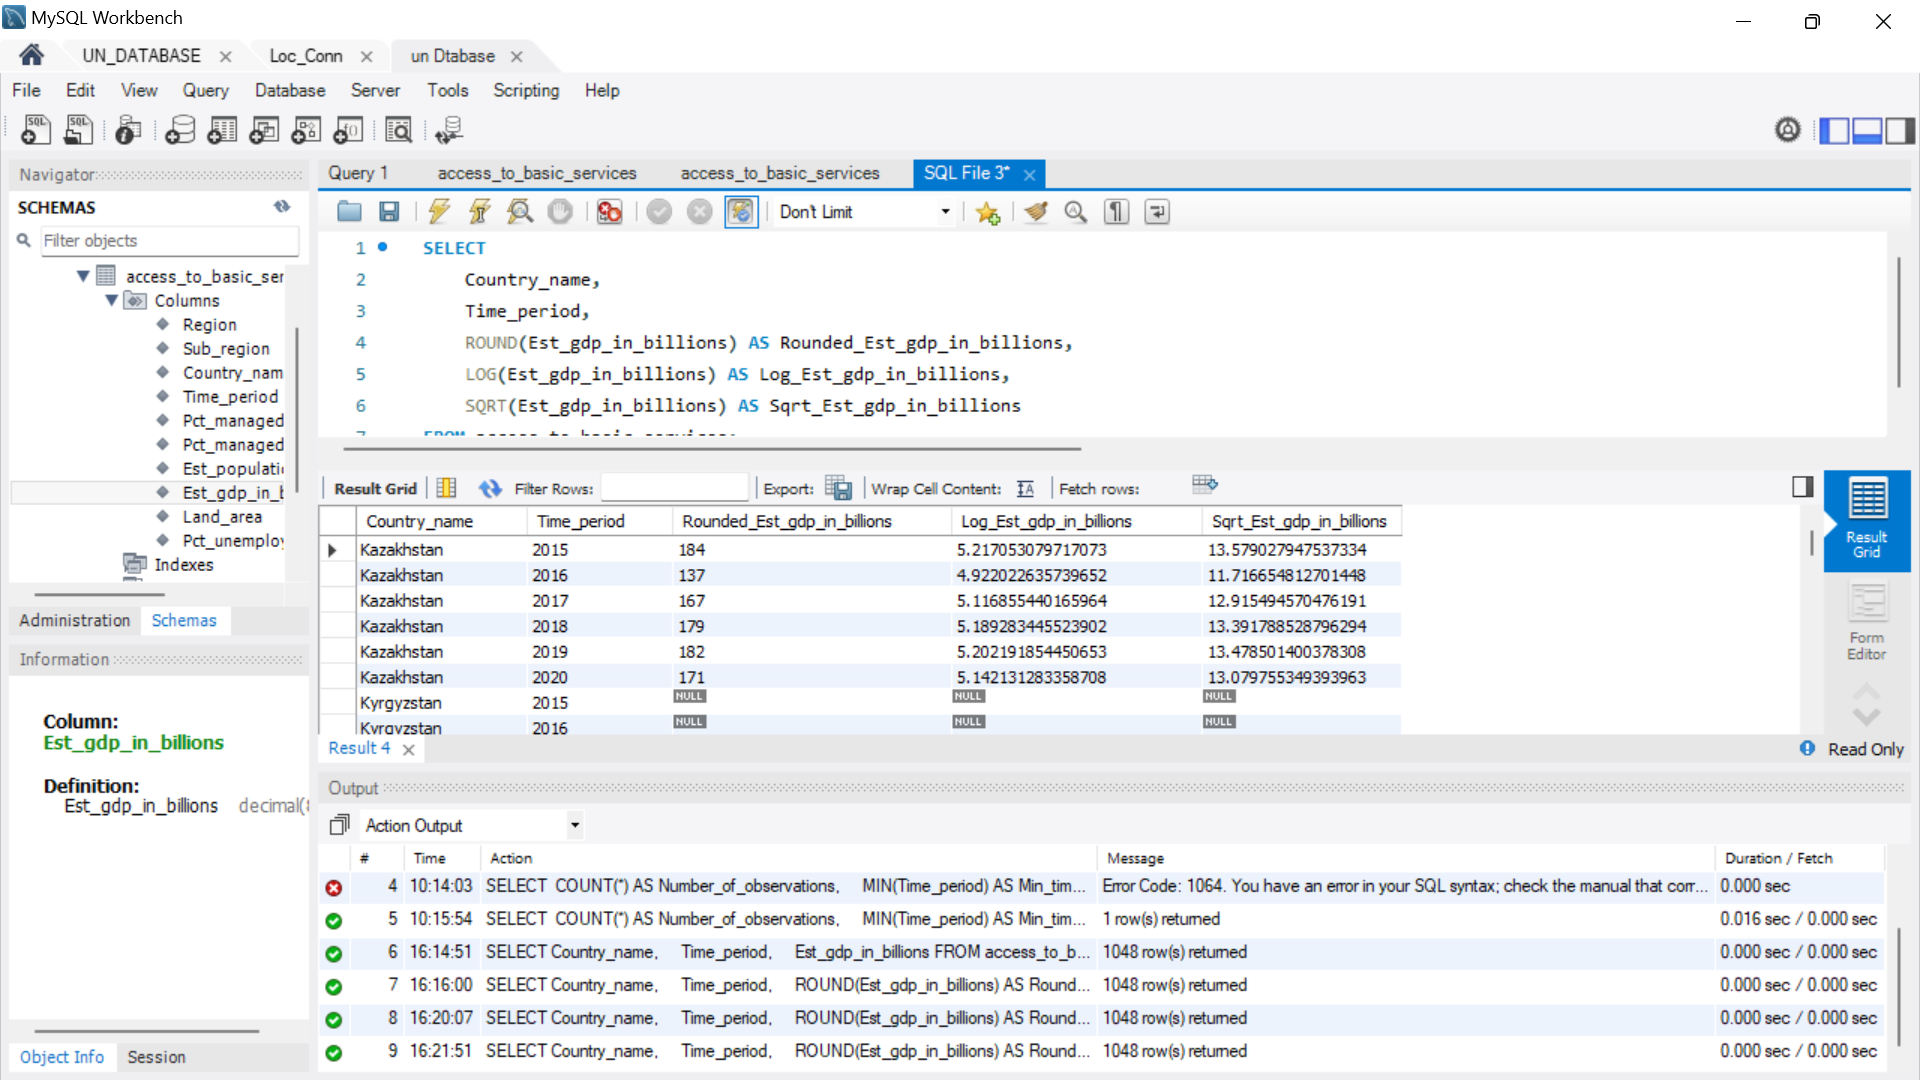 MySQL Workbench
UN_DATABASE
Loc_Conn
un Dtabase
File Edit View Query Database Server Tools Scripting Help
Navigator
SCHEMAS
Filter objects
access_to_basic_ser
Columns
Region
Sub_region
Country_nam
Time_period
Pct_managed
Pct_managed
Est_populati
Est_gdp_in_b
Land_area
Pct_unemploy
Indexes
Administration Schemas
Information
Column:
Est_gdp_in_billions
Definition:
Est_gdp_in_billions decimal(
Object Info Session
Query 1 access_to_basic_services access_to_basic_services SQL File 3*
Don't Limit
1 SELECT
2 Country_name,
3 Time_period,
4 ROUND(Est_gdp_in_billions) AS Rounded_Est_gdp_in_billions,
5 LOG(Est_gdp_in_billions) AS Log_Est_gdp_in_billions,
6 SQRT(Est_gdp_in_billions) AS Sqrt_Est_gdp_in_billions
7 FROM access_to_basic_services;
Result Grid Filter Rows: Export: Wrap Cell Content: Fetch rows:
Country_name Time_period Rounded_Est_gdp_in_billions Log_Est_gdp_in_billions Sqrt_Est_gdp_in_billions
Kazakhstan 2015 184 5.217053079717073 13.579027947537334
Kazakhstan 2016 137 4.922022635739652 11.716654812701448
Kazakhstan 2017 167 5.116855440165964 12.915494570476191
Kazakhstan 2018 179 5.189283445523902 13.391788528796294
Kazakhstan 2019 182 5.202191854450653 13.478501400378308
Kazakhstan 2020 171 5.142131283358708 13.079755349393963
Kyrgyzstan 2015 NULL NULL NULL
Kyrgyzstan 2016 NULL NULL NULL
Result Grid
Form Editor
Result 4
Read Only
Output
Action Output
# Time Action Message Duration / Fetch
4 10:14:03 SELECT COUNT(*) AS Number_of_observations, MIN(Time_period) AS Min_tim... Error Code: 1064. You have an error in your SQL syntax; check the manual that corr... 0.000 sec
5 10:15:54 SELECT COUNT(*) AS Number_of_observations, MIN(Time_period) AS Min_tim... 1 row(s) returned 0.016 sec / 0.000 sec
6 16:14:51 SELECT Country_name, Time_period, Est_gdp_in_billions FROM access_to_b... 1048 row(s) returned 0.000 sec / 0.000 sec
7 16:16:00 SELECT Country_name, Time_period, ROUND(Est_gdp_in_billions) AS Round... 1048 row(s) returned 0.000 sec / 0.000 sec
8 16:20:07 SELECT Country_name, Time_period, ROUND(Est_gdp_in_billions) AS Round... 1048 row(s) returned 0.000 sec / 0.000 sec
9 16:21:51 SELECT Country_name, Time_period, ROUND(Est_gdp_in_billions) AS Round... 1048 row(s) returned 0.000 sec / 0.000 sec